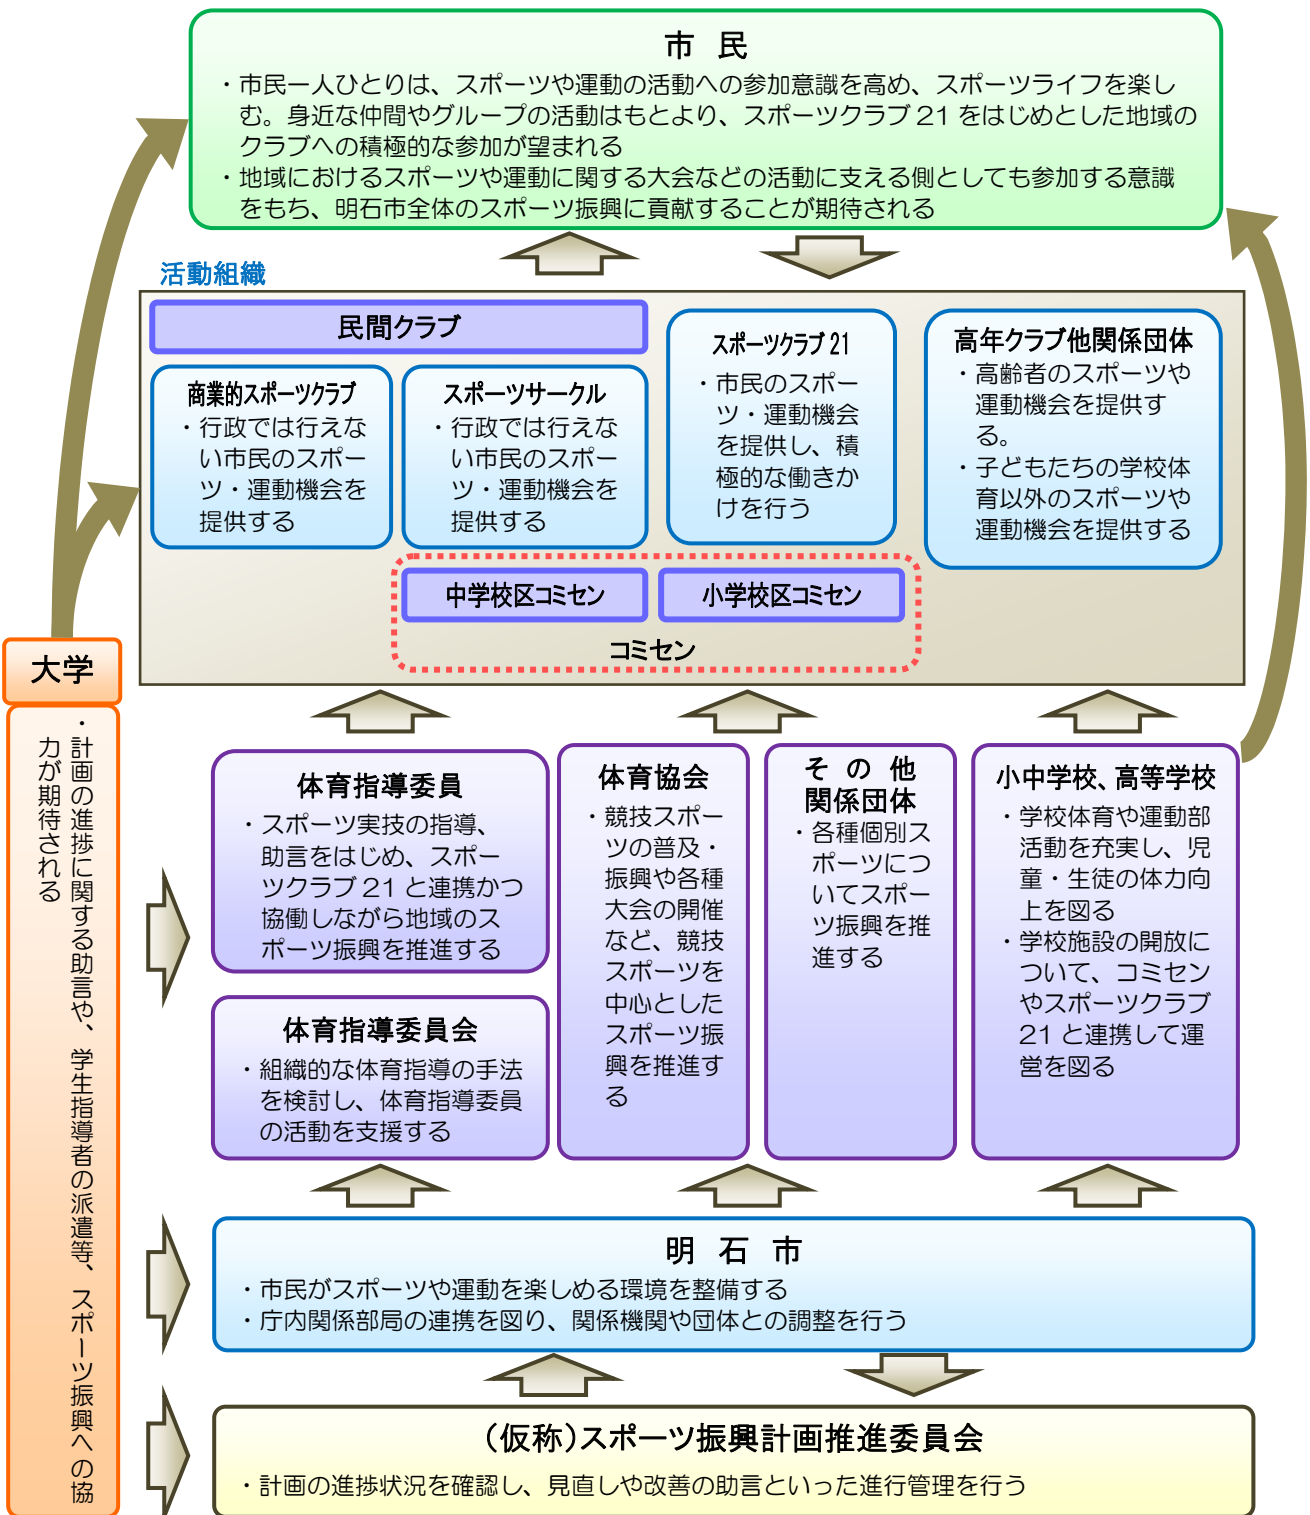 市 民
・市民一人ひとりは、スポーツや運動の活動への参加意識を高め、スポーツライフを楽し
む。身近な仲間やグループの活動はもとより、スポーツクラブ 21 をはじめとした地域の
クラブへの積極的な参加が望まれる
・地域におけるスポーツや運動に関する大会などの活動に支える側としても参加する意識
をもち、明石市全体のスポーツ振興に貢献することが期待される
活動組織
民間クラブ
商業的スポーツクラブ
・行政では行えな
い市民のスポー
ツ・運動機会を
提供する
スポーツサークル
・行政では行えな
い市民のスポー
ツ・運動機会を
提供する
スポーツクラブ 21
・市民のスポー
ツ・運動機会
を提供し、積
極的な働きか
けを行う
高年クラブ他関係団体
・高齢者のスポーツや
運動機会を提供す
る。
・子どもたちの学校体
育以外のスポーツや
運動機会を提供する
中学校区コミセン
小学校区コミセン
コミセン
大学
・計画の進捗に関する助言や、学生指導者の派遣等、スポーツ振興への協
力が期待される
体育指導委員
・スポーツ実技の指導、
助言をはじめ、スポー
ツクラブ 21 と連携かつ
協働しながら地域のス
ポーツ振興を推進する
体育指導委員会
・組織的な体育指導の手法
を検討し、体育指導委員
の活動を支援する
体育協会
・競技スポー
ツの普及・
振興や各種
大会の開催
など、競技
スポーツを
中心とした
スポーツ振
興を推進す
る
そ の 他
関係団体
・各種個別ス
ポーツにつ
いてスポー
ツ振興を推
進する
小中学校、高等学校
・学校体育や運動部
活動を充実し、児
童・生徒の体力向
上を図る
・学校施設の開放に
ついて、コミセン
やスポーツクラブ
21 と連携して運
営を図る
明 石 市
・市民がスポーツや運動を楽しめる環境を整備する
・庁内関係部局の連携を図り、関係機関や団体との調整を行う
（仮称）スポーツ振興計画推進委員会
・計画の進捗状況を確認し、見直しや改善の助言といった進行管理を行う